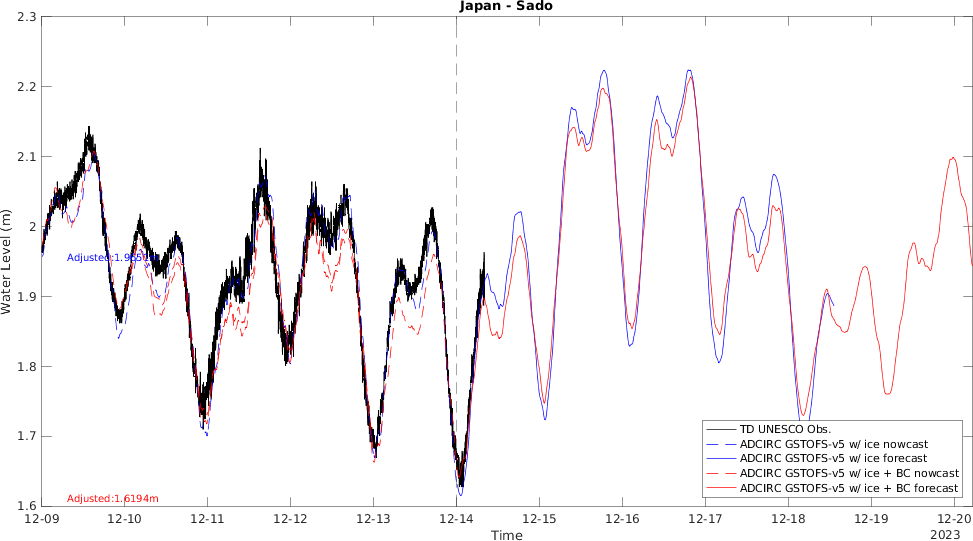 Japan - Sado
2.3
2.2
2.1
2
1.9
1.8
1.7
1.6
Water Level (m)
Adjusted:1.6194m
TD UNESCO Obs.
ADCIRC GSTOFS-v5 w/ ice nowcast
ADCIRC GSTOFS-v5 w/ ice forecast
ADCIRC GSTOFS-v5 w/ ice + BC nowcast
ADCIRC GSTOFS-v5 w/ ice + BC forecast
12-09 12-10 12-11 12-12 12-13 12-14 12-15 12-16 12-17 12-18 12-19 12-20
Time
2023